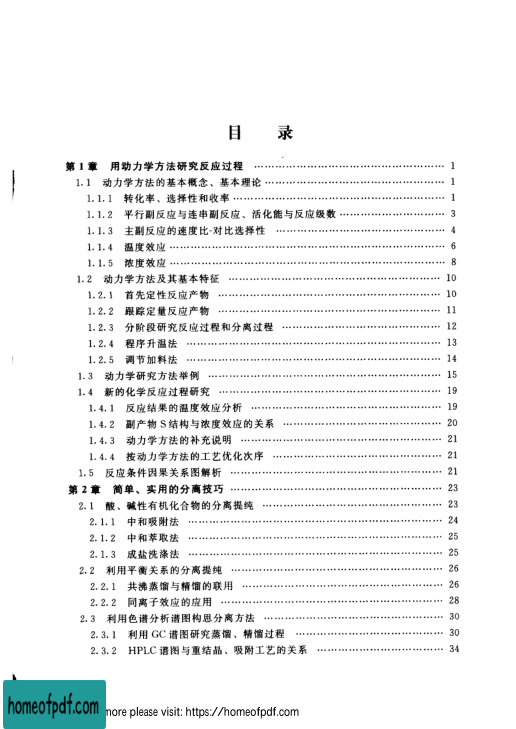 目 录
第1章 用动力学方法研究反应过程 …… 1
1.1 动力学方法的基本概念、基本理论 …… 1
1.1.1 转化率、选择性和收率 …… 1
1.1.2 平行副反应与连串副反应、活化能与反应级数 …… 3
1.1.3 主副反应的速度比-对比选择性 …… 4
1.1.4 温度效应 …… 6
1.1.5 浓度效应 …… 8
1.2 动力学方法及其基本特征 …… 10
1.2.1 首先定性反应产物 …… 10
1.2.2 跟踪定量反应产物 …… 11
1.2.3 分阶段研究反应过程和分离过程 …… 12
1.2.4 程序升温法 …… 13
1.2.5 调节加料法 …… 14
1.3 动力学研究方法举例 …… 15
1.4 新的化学反应过程研究 …… 19
1.4.1 反应结果的温度效应分析 …… 19
1.4.2 副产物S结构与浓度效应的关系 …… 20
1.4.3 动力学方法的补充说明 …… 21
1.4.4 按动力学方法的工艺优化次序 …… 21
1.5 反应条件因果关系图解析 …… 21
第2章 简单、实用的分离技巧 …… 23
2.1 酸、碱性有机化合物的分离提纯 …… 23
2.1.1 中和吸附法 …… 24
2.1.2 中和萃取法 …… 25
2.1.3 成盐洗涤法 …… 25
2.2 利用平衡关系的分离提纯 …… 26
2.2.1 共沸蒸馏与精馏的联用 …… 26
2.2.2 同离子效应的应用 …… 28
2.3 利用色谱分析谱图构思分离方法 …… 30
2.3.1 利用GC谱图研究蒸馏、精馏过程 …… 30
2.3.2 HPLC谱图与重结晶、吸附工艺的关系 …… 34
homeofpdf.com more please visit: https://homeofpdf.com